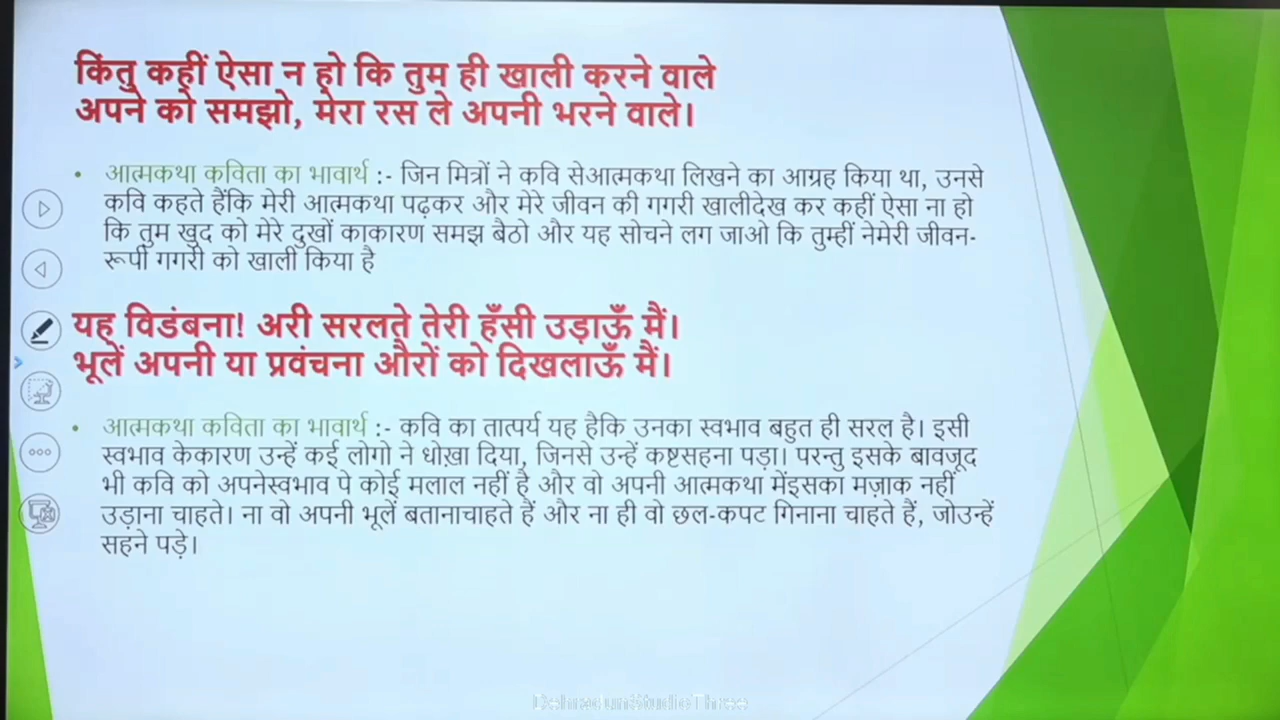 किंतु कहीं ऐसा न हो कि तुम ही खाली करने वाले
अपने को समझो, मेरा रस ले अपनी भरने वाले।
• आत्मकथा कविता का भावार्थ :- जिन मित्रों ने कवि सेआत्मकथा लिखने का आग्रह किया था, उनसे
कवि कहते हैंकि मेरी आत्मकथा पढ़कर और मेरे जीवन की गगरी खालीदेख कर कहीं ऐसा ना हो
कि तुम खुद को मेरे दुखों काकारण समझ बैठो और यह सोचने लग जाओ कि तुम्हीं नेमेरी जीवन-
रूपी गगरी को खाली किया है
यह विडंबना! अरी सरलते तेरी हँसी उड़ाऊँ मैं।
भूलें अपनी या प्रवंचना औरों को दिखलाऊँ मैं।
• आत्मकथा कविता का भावार्थ :- कवि का तात्पर्य यह हैकि उनका स्वभाव बहुत ही सरल है। इसी
स्वभाव केकारण उन्हें कई लोगो ने धोख़ा दिया, जिनसे उन्हें कष्टसहना पड़ा। परन्तु इसके बावजूद
भी कवि को अपनेस्वभाव पे कोई मलाल नहीं है और वो अपनी आत्मकथा मेंइसका मज़ाक नहीं
उड़ाना चाहते। ना वो अपनी भूलें बतानाचाहते हैं और ना ही वो छल-कपट गिनाना चाहते हैं, जोउन्हें
सहने पड़े।
DehradunStudioThree